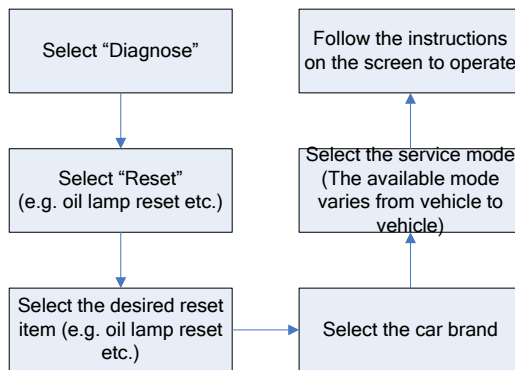 Select “Diagnose”
Select “Reset”
(e.g. oil lamp reset etc.)
Select the desired reset
item (e.g. oil lamp reset
etc.)
Select the car brand
Select the service mode
(The available mode
varies from vehicle to
vehicle)
Follow the instructions
on the screen to operate